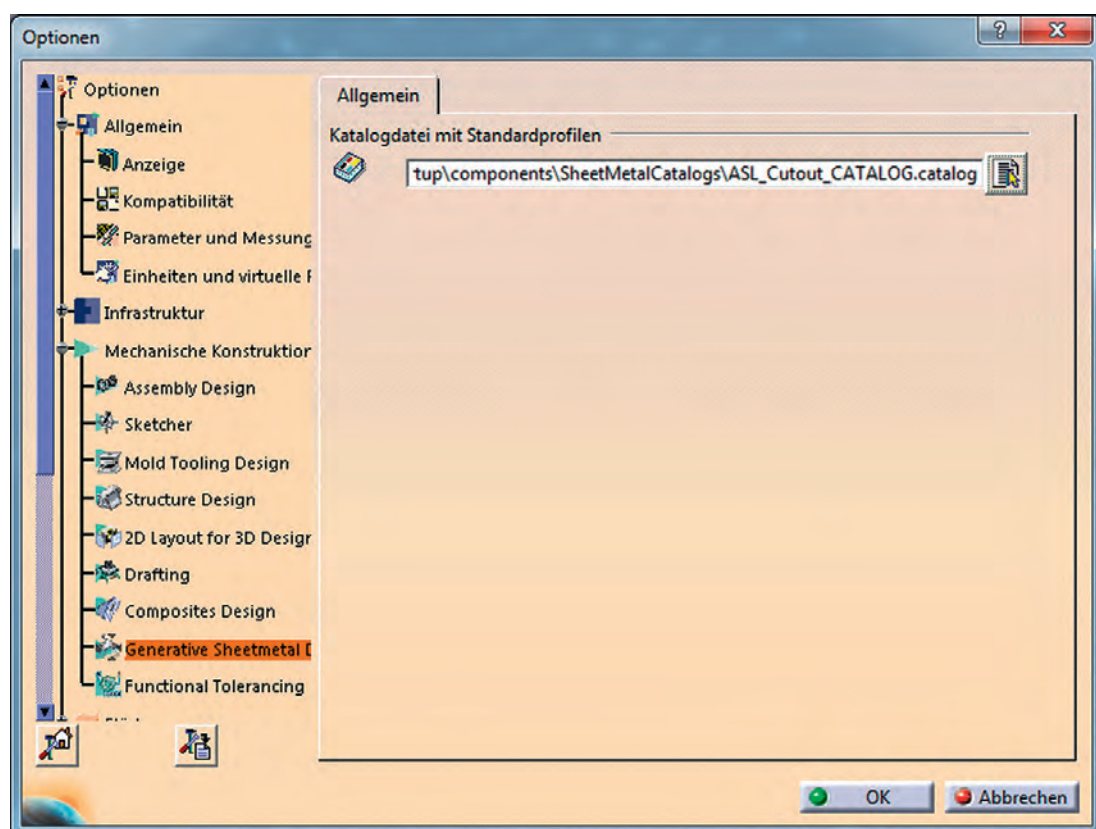 Optionen
Optionen
Allgemein
Anzeige
Kompatibilität
Parameter und Messung
Einheiten und virtuelle
Infrastruktur
Mechanische Konstruktion
Assembly Design
Sketcher
Mold Tooling Design
Structure Design
2D Layout for 3D Design
Drafting
Composites Design
Generative Sheetmetal
Functional Tolerancing
Allgemein
Katalogdatei mit Standardprofilen
tup\components\SheetMetalCatalogs\ASL_Cutout_CATALOG.catalog
OK
Abbrechen